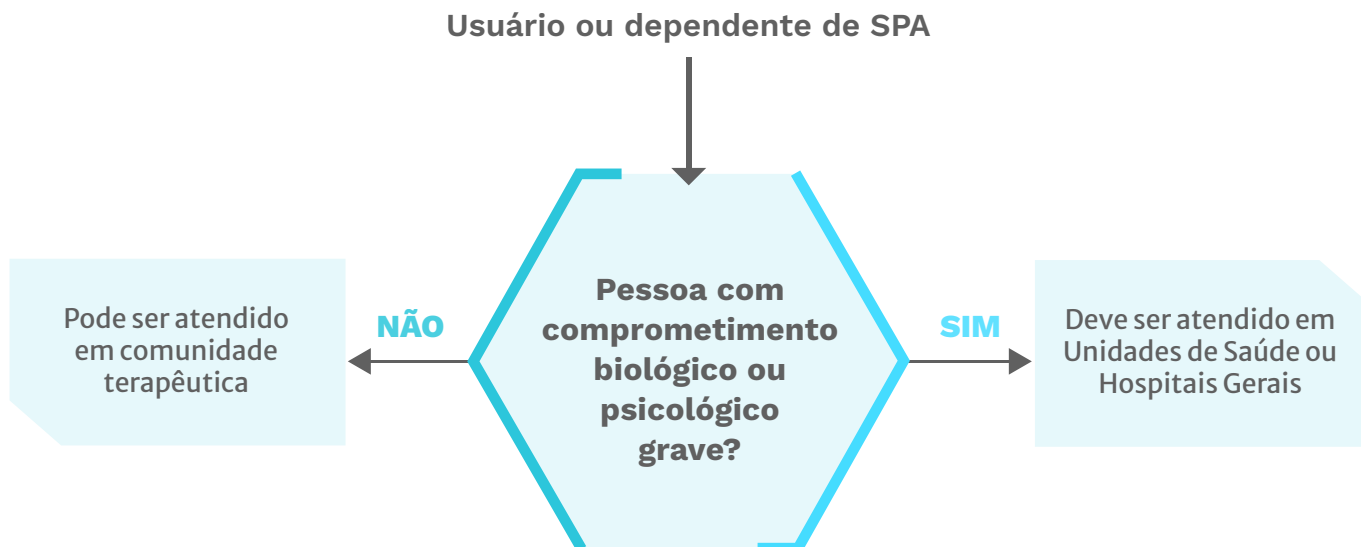 Usuário ou dependente de SPA
Pessoa com
comprometimento
biológico ou
psicológico
grave?
NÃO
Pode ser atendido
em comunidade
terapêutica
SIM
Deve ser atendido em
Unidades de Saúde ou
Hospitais Gerais